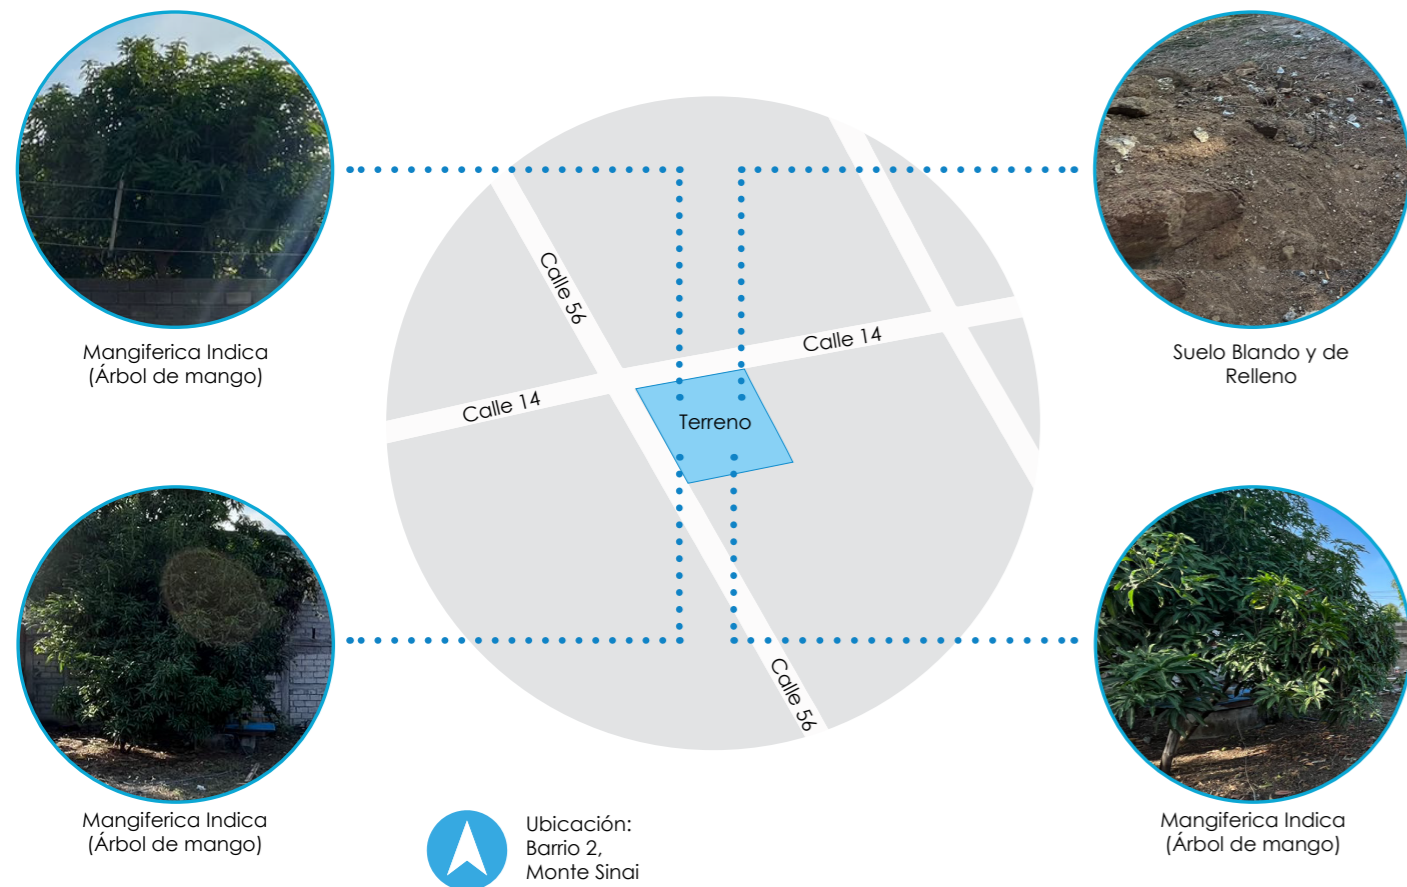 Mangiferica Indica
(Árbol de mango)
Suelo Blando y de
Relleno
Calle 56
Calle 14
Calle 14
Terreno
Calle 56
Mangiferica Indica
(Árbol de mango)
Mangiferica Indica
(Árbol de mango)
Ubicación:
Barrio 2,
Monte Sinai